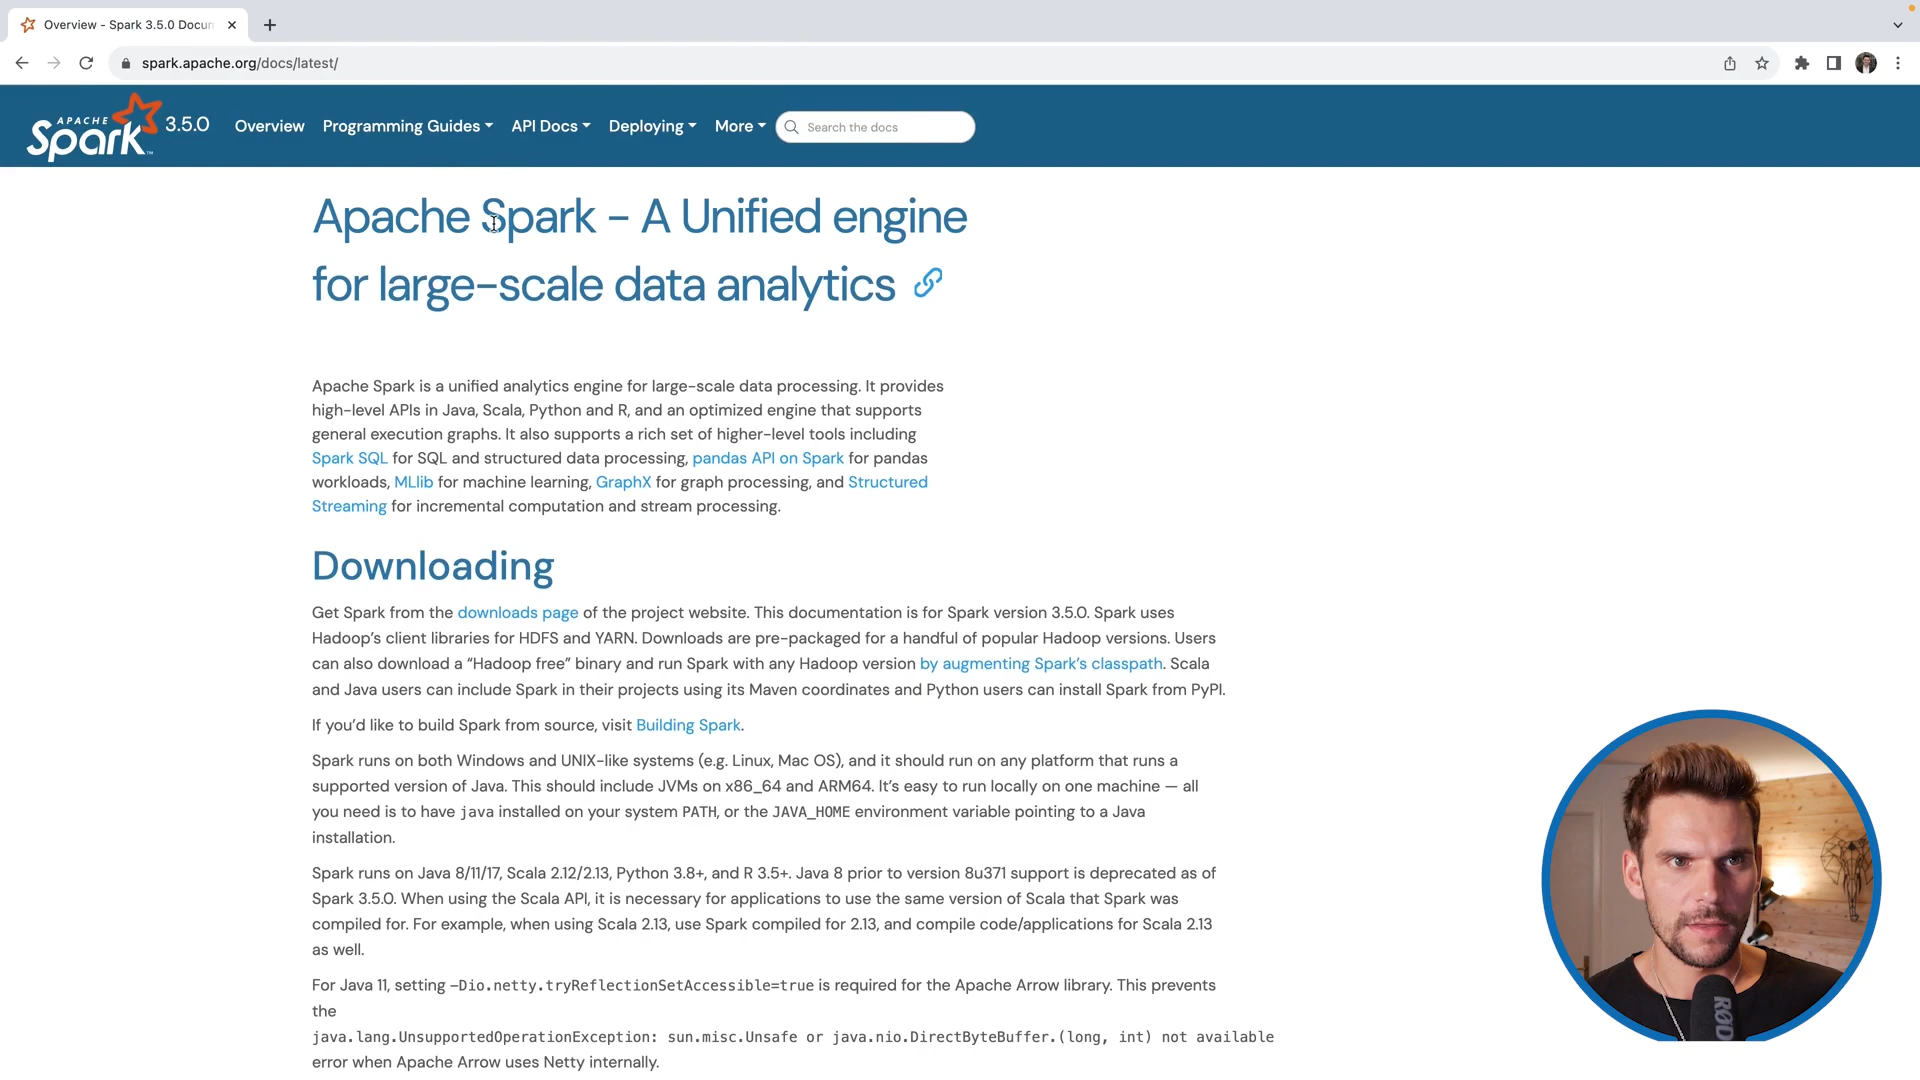 Overview - Spark 3.5.0 Docum
spark.apache.org/docs/latest/
APACHE
Spark™ 3.5.0 Overview Programming Guides API Docs Deploying More Search the docs
Apache Spark - A Unified engine
for large-scale data analytics
Apache Spark is a unified analytics engine for large-scale data processing. It provides
high-level APIs in Java, Scala, Python and R, and an optimized engine that supports
general execution graphs. It also supports a rich set of higher-level tools including
Spark SQL for SQL and structured data processing, pandas API on Spark for pandas
workloads, MLlib for machine learning, GraphX for graph processing, and Structured
Streaming for incremental computation and stream processing.
Downloading
Get Spark from the downloads page of the project website. This documentation is for Spark version 3.5.0. Spark uses
Hadoop’s client libraries for HDFS and YARN. Downloads are pre-packaged for a handful of popular Hadoop versions. Users
can also download a “Hadoop free” binary and run Spark with any Hadoop version by augmenting Spark’s classpath. Scala
and Java users can include Spark in their projects using its Maven coordinates and Python users can install Spark from PyPI.
If you’d like to build Spark from source, visit Building Spark.
Spark runs on both Windows and UNIX-like systems (e.g. Linux, Mac OS), and it should run on any platform that runs a
supported version of Java. This should include JVMs on x86_64 and ARM64. It’s easy to run locally on one machine — all
you need is to have java installed on your system PATH, or the JAVA_HOME environment variable pointing to a Java
installation.
Spark runs on Java 8/11/17, Scala 2.12/2.13, Python 3.8+, and R 3.5+. Java 8 prior to version 8u371 support is deprecated as of
Spark 3.5.0. When using the Scala API, it is necessary for applications to use the same version of Scala that Spark was
compiled for. For example, when using Scala 2.13, use Spark compiled for 2.13, and compile code/applications for Scala 2.13
as well.
For Java 11, setting -Dio.netty.tryReflectionSetAccessible=true is required for the Apache Arrow library. This prevents
the
java.lang.UnsupportedOperationException: sun.misc.Unsafe or java.nio.DirectByteBuffer.(long, int) not available
error when Apache Arrow uses Netty internally.
RØD